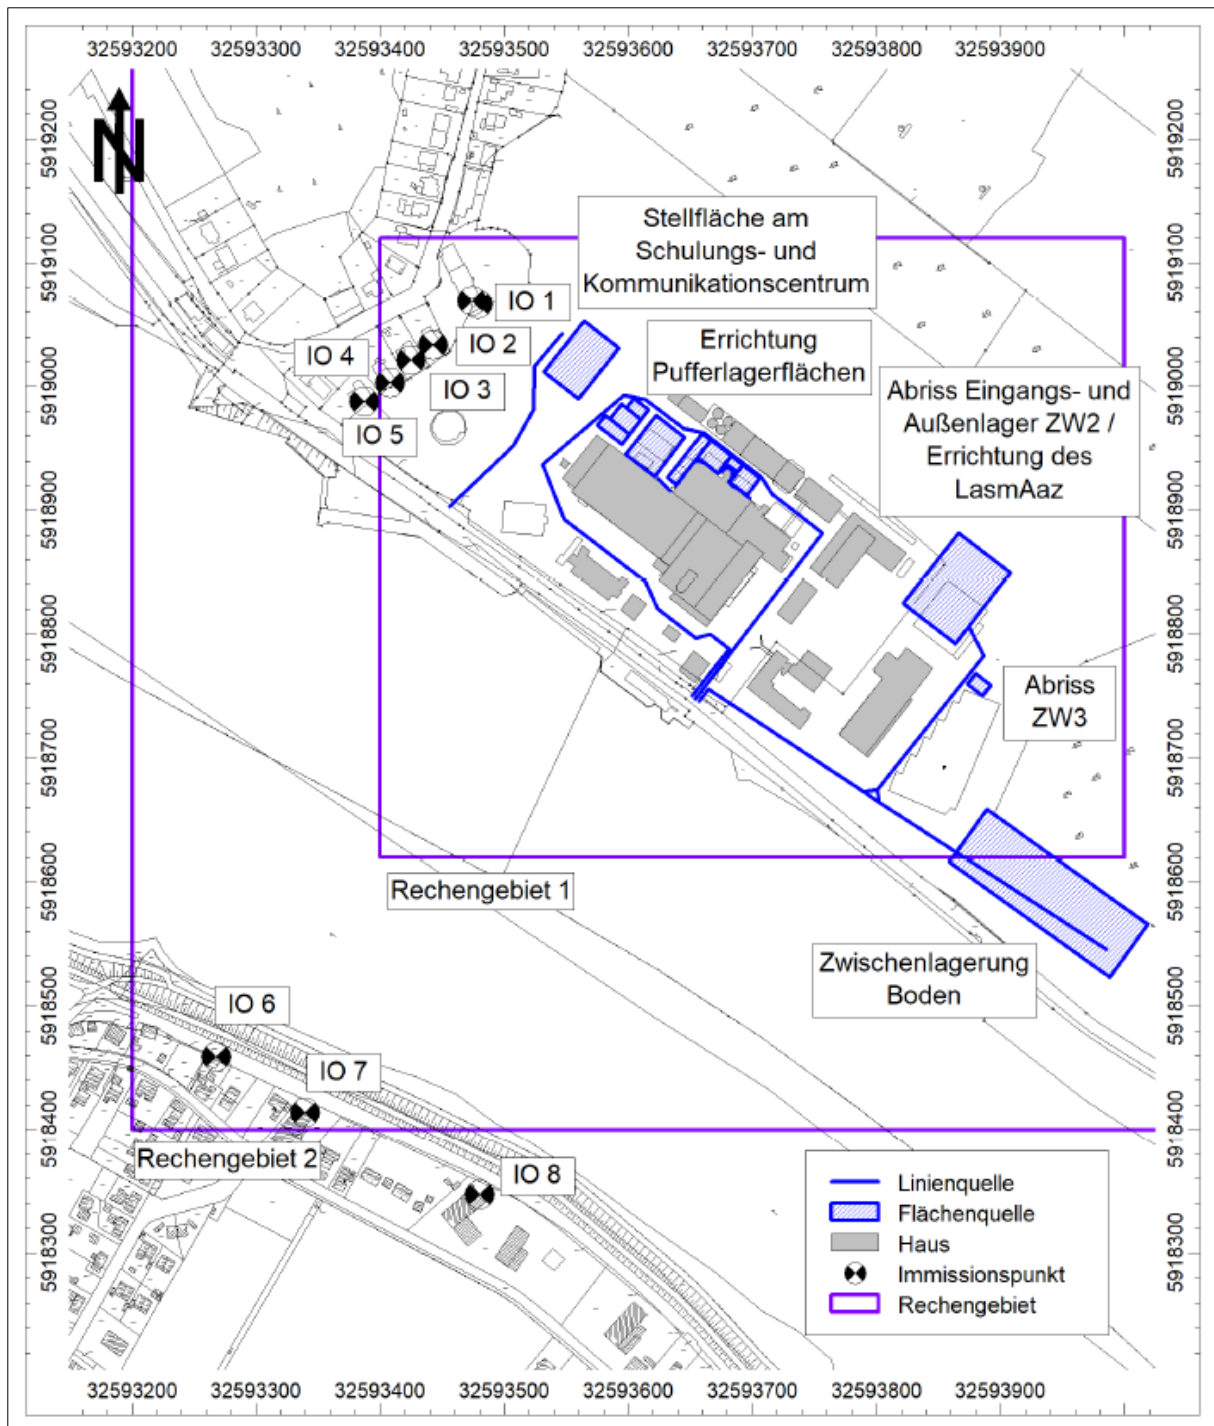 32593200 32593300 32593400 32593500 32593600 32593700 32593800 32593900
5919200
5919100
5919000
5918900
5918800
5918700
5918600
5918500
5918400
5918300
N
Stellfläche am
Schulungs- und
Kommunikationscentrum
IO 1
IO 2
IO 4
IO 3
IO 5
Errichtung
Pufferlagerflächen
Abriss Eingangs- und
Außenlager ZW2 /
Errichtung des
LasmAaz
Abriss
ZW3
Rechengebiet 1
Zwischenlagerung
Boden
IO 6
IO 7
Rechengebiet 2
IO 8
Linienquelle
Flächenquelle
Haus
Immissionspunkt
Rechengebiet
5919200
5919100
5919000
5918900
5918800
5918700
5918600
5918500
5918400
5918300
32593200 32593300 32593400 32593500 32593600 32593700 32593800 32593900